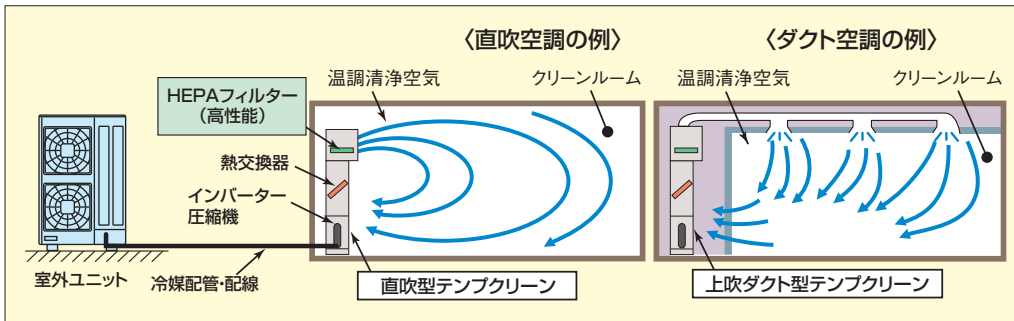 〈直吹空調の例〉
温調清浄空気
クリーンルーム
HEPAフィルター
（高性能）
熱交換器
インバーター
圧縮機
室外ユニット
冷媒配管・配線
直吹型テンプクリーン
〈ダクト空調の例〉
温調清浄空気
クリーンルーム
上吹ダクト型テンプクリーン